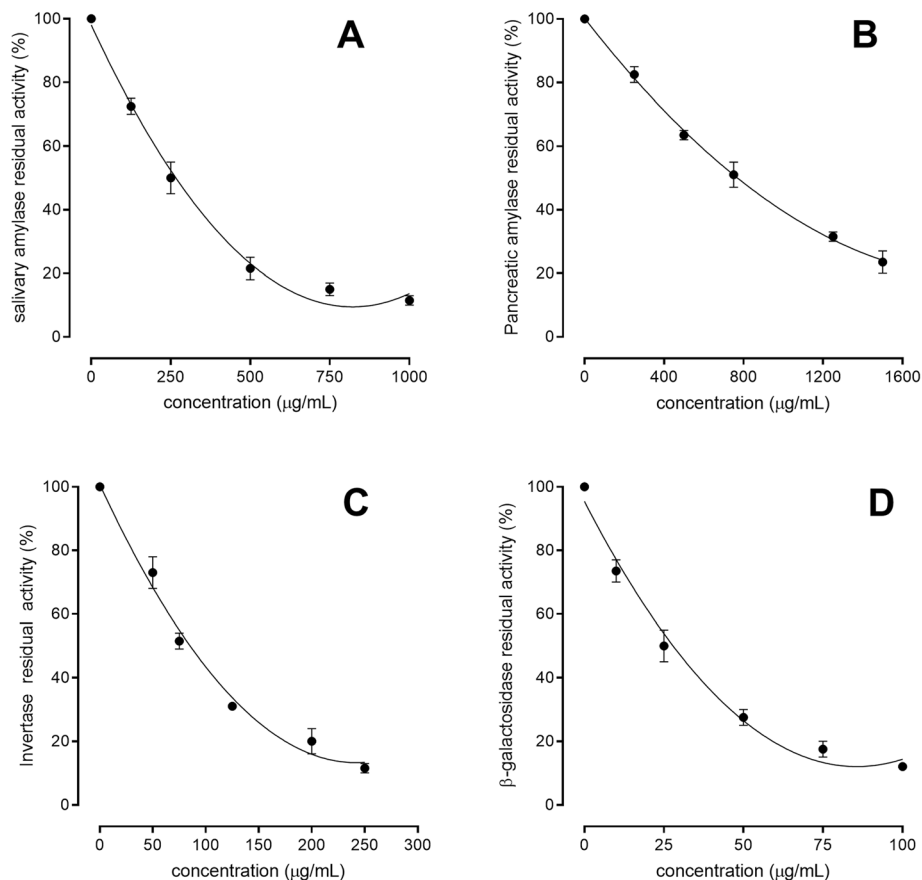 A
salivary amylase residual activity (%)
100
80
60
40
20
0
0 250 500 750 1000
concentration (μg/mL)
B
Pancreatic amylase residual activity (%)
100
80
60
40
20
0
0 400 800 1200 1600
concentration (μg/mL)
C
Invertase residual activity (%)
100
80
60
40
20
0
0 50 100 150 200 250 300
concentration (μg/mL)
D
β-galactosidase residual activity (%)
100
80
60
40
20
0
0 25 50 75 100
concentration (μg/mL)